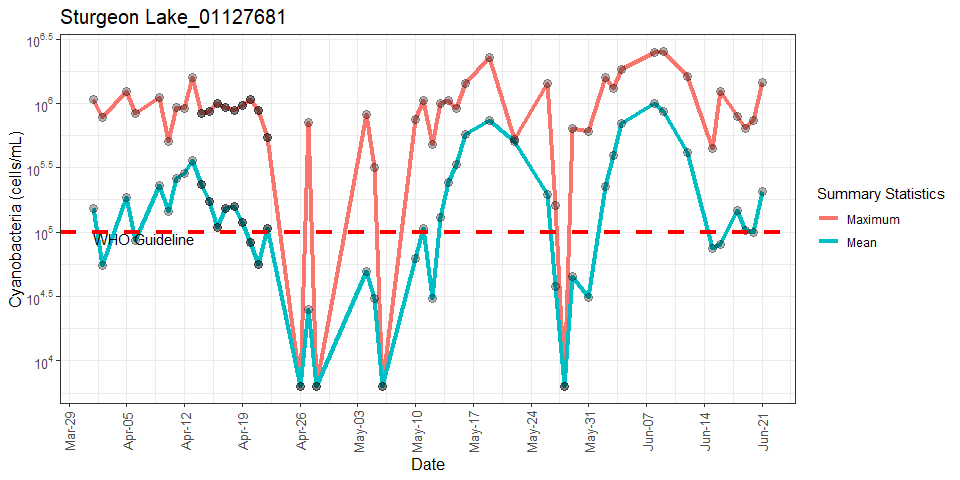 Sturgeon Lake_01127681
Cyanobacteria (cells/mL)
10^6.5
10^6
10^5.5
10^5
10^4.5
10^4
WHO Guideline
Mar-29
Apr-05
Apr-12
Apr-19
Apr-26
May-03
May-10
May-17
May-24
May-31
Jun-07
Jun-14
Jun-21
Date
Summary Statistics
Maximum
Mean